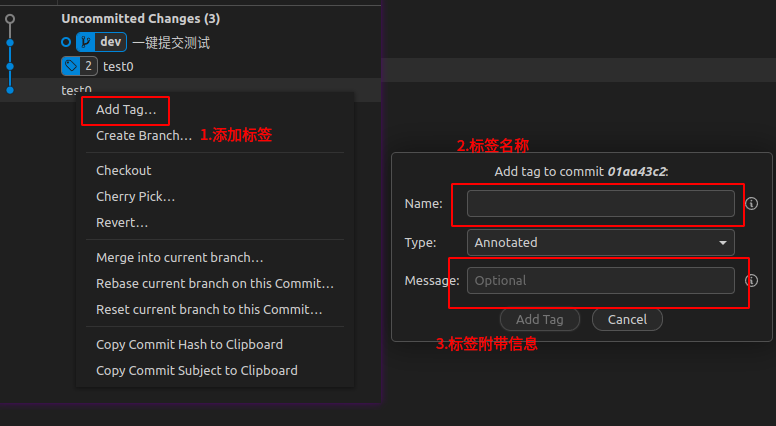 Uncommitted Changes (3)
dev 一键提交测试
2 test0
test0
Add Tag...
Create Branch... 1.添加标签
Checkout
Cherry Pick...
Revert...
Merge into current branch...
Rebase current branch on this Commit...
Reset current branch to this Commit...
Copy Commit Hash to Clipboard
Copy Commit Subject to Clipboard
2.标签名称
Add tag to commit 01aa43c2:
Name:
Type: Annotated
Message: Optional
Add Tag Cancel
3.标签附带信息